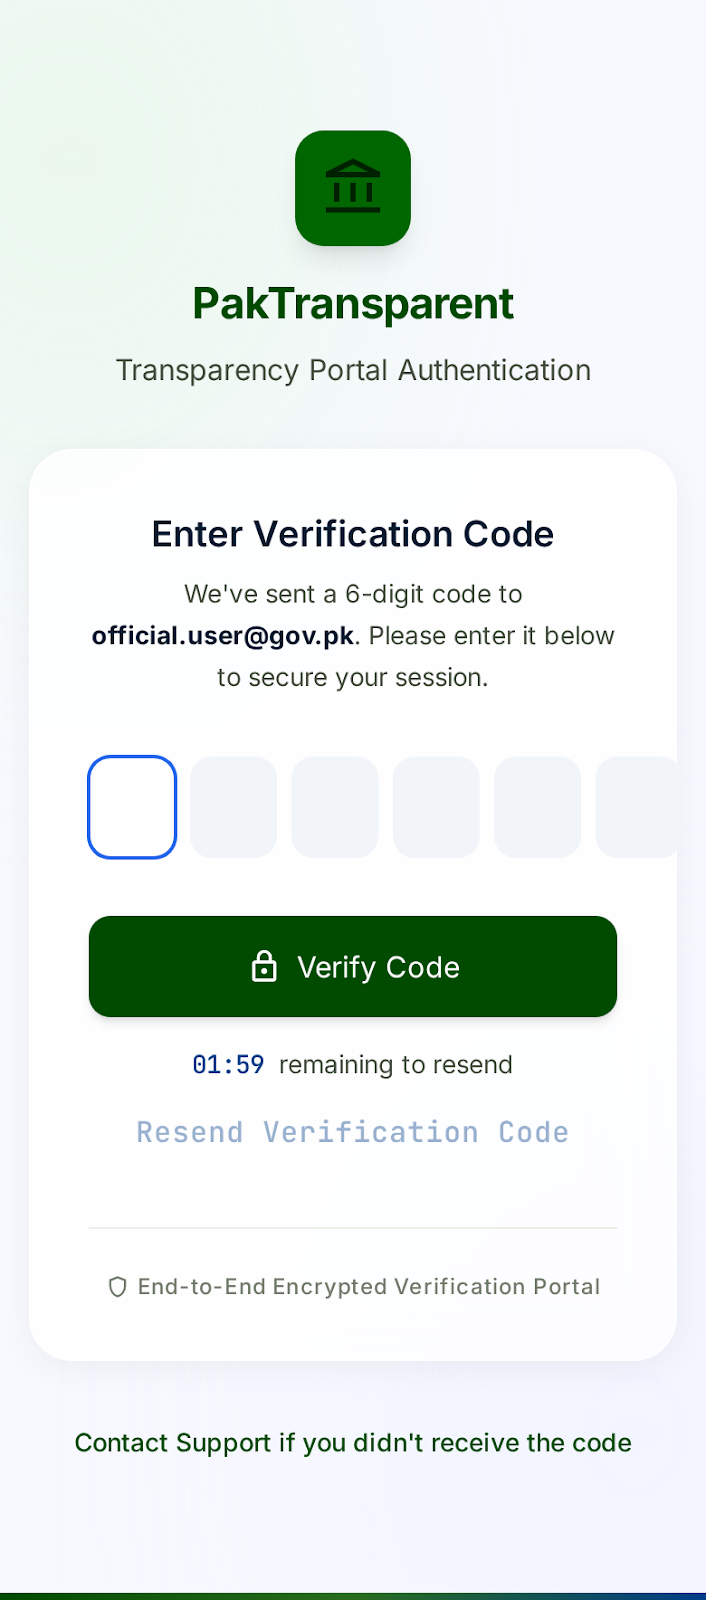 PakTransparent
Transparency Portal Authentication
Enter Verification Code
We've sent a 6-digit code to
official.user@gov.pk. Please enter it below
to secure your session.
Verify Code
01:59 remaining to resend
Resend Verification Code
End-to-End Encrypted Verification Portal
Contact Support if you didn't receive the code